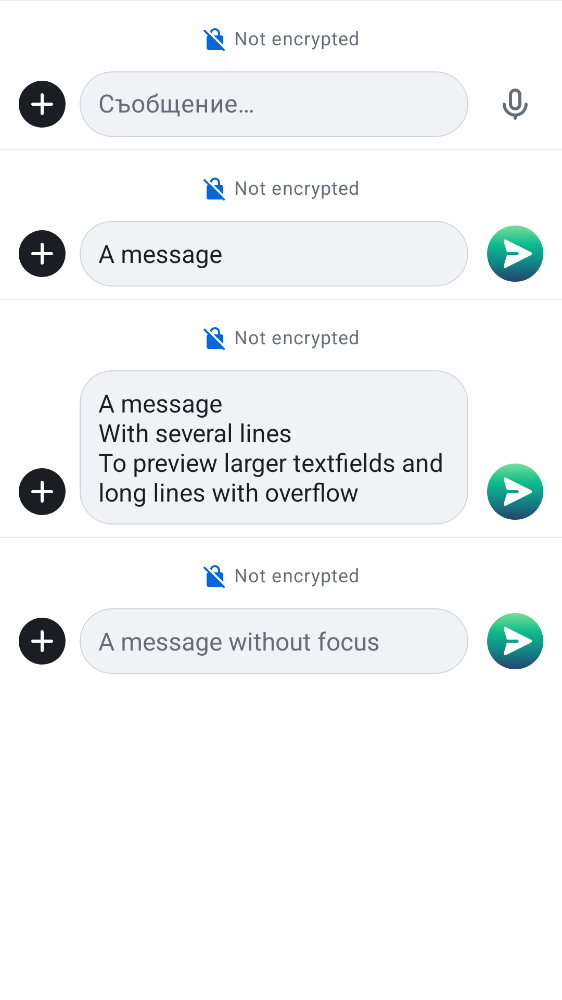 Not encrypted
Съобщение…
Not encrypted
A message
Not encrypted
A message
With several lines
To preview larger textfields and
long lines with overflow
Not encrypted
A message without focus